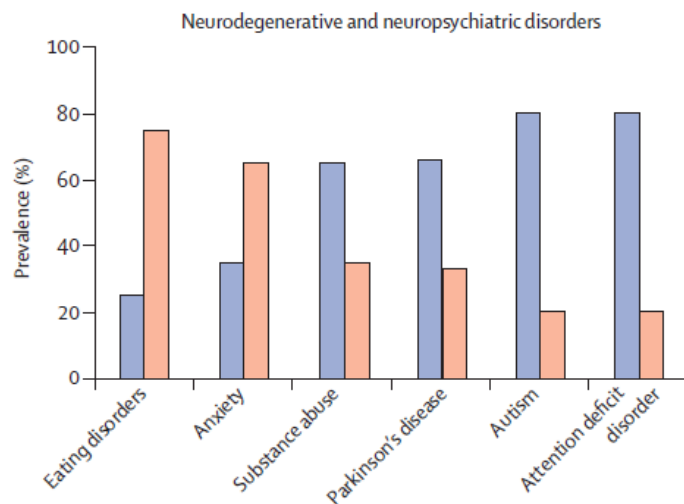 Neurodegenerative and neuropsychiatric disorders
Prevalence (%)
100
80
60
40
20
0
Eating disorders
Anxiety
Substance abuse
Parkinson's disease
Autism
Attention deficit
disorder